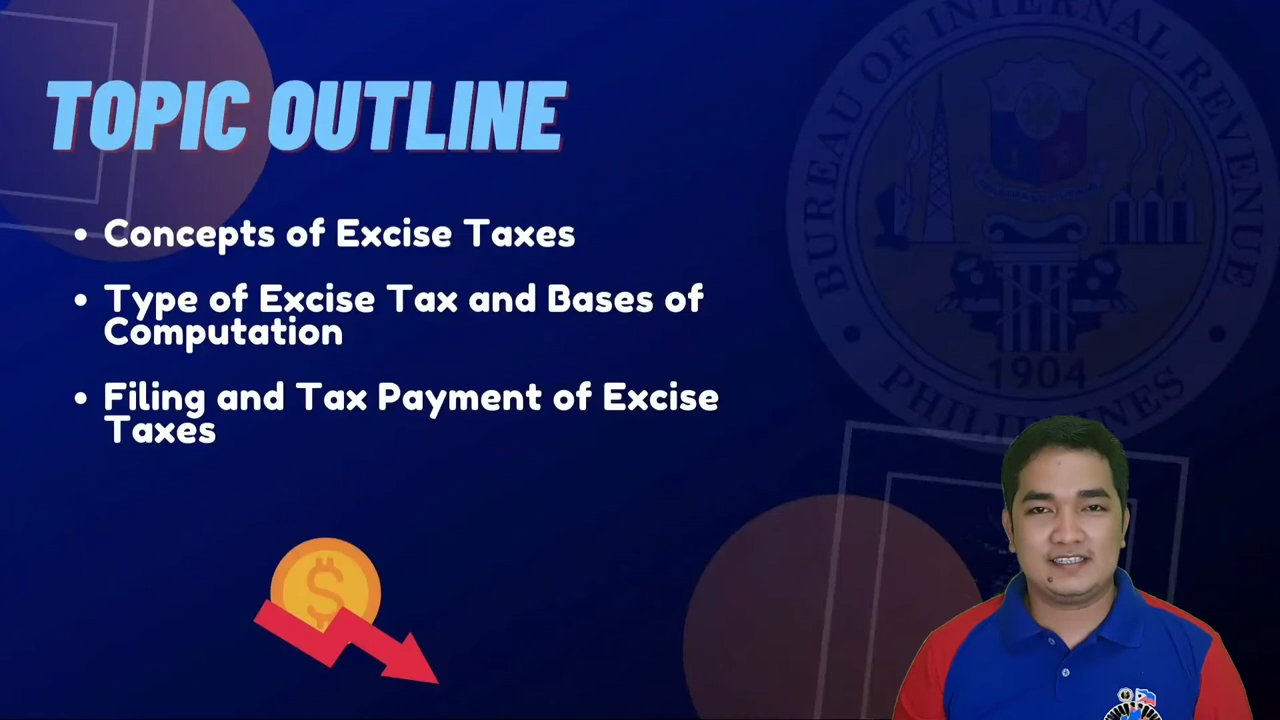 TOPIC OUTLINE
• Concepts of Excise Taxes
• Type of Excise Tax and Bases of
Computation
• Filing and Tax Payment of Excise
Taxes
BUREAU OF INTERNAL REVENUE
1904
PHILIPPINES
$